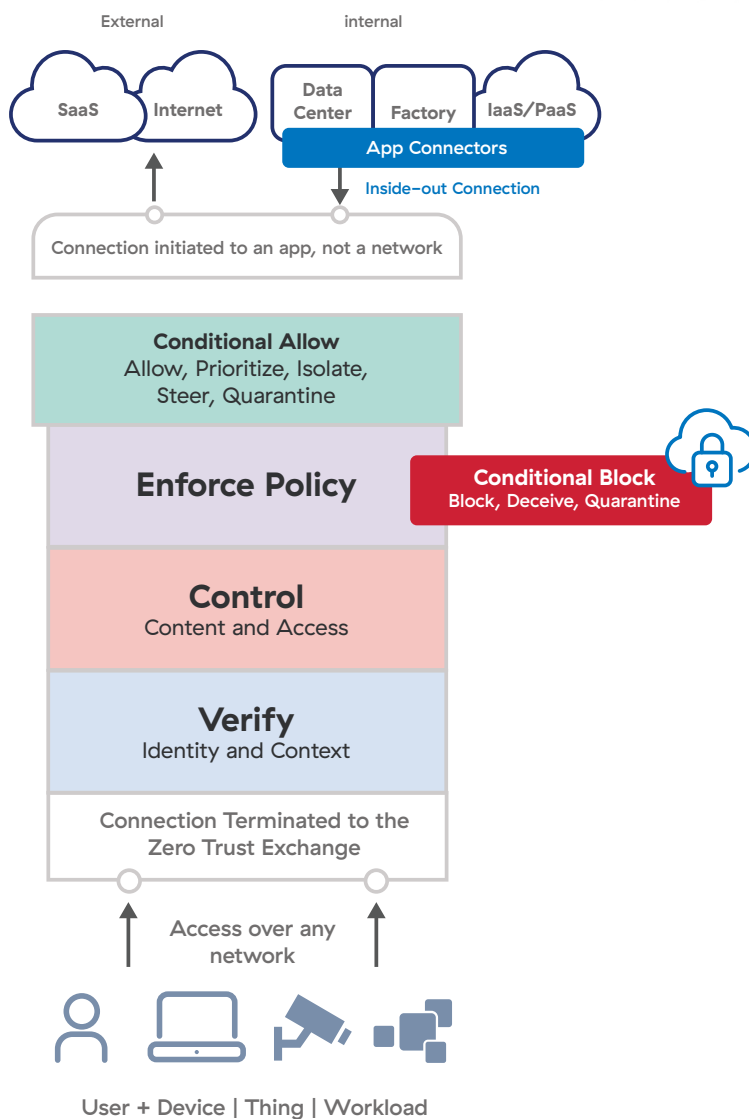 External
internal
SaaS
Internet
Data
Center
Factory
IaaS/PaaS
App Connectors
Inside-out Connection
Connection initiated to an app, not a network
Conditional Allow
Allow, Prioritize, Isolate,
Steer, Quarantine
Enforce Policy
Conditional Block
Block, Deceive, Quarantine
Control
Content and Access
Verify
Identity and Context
Connection Terminated to the
Zero Trust Exchange
Access over any
network
User + Device | Thing | Workload